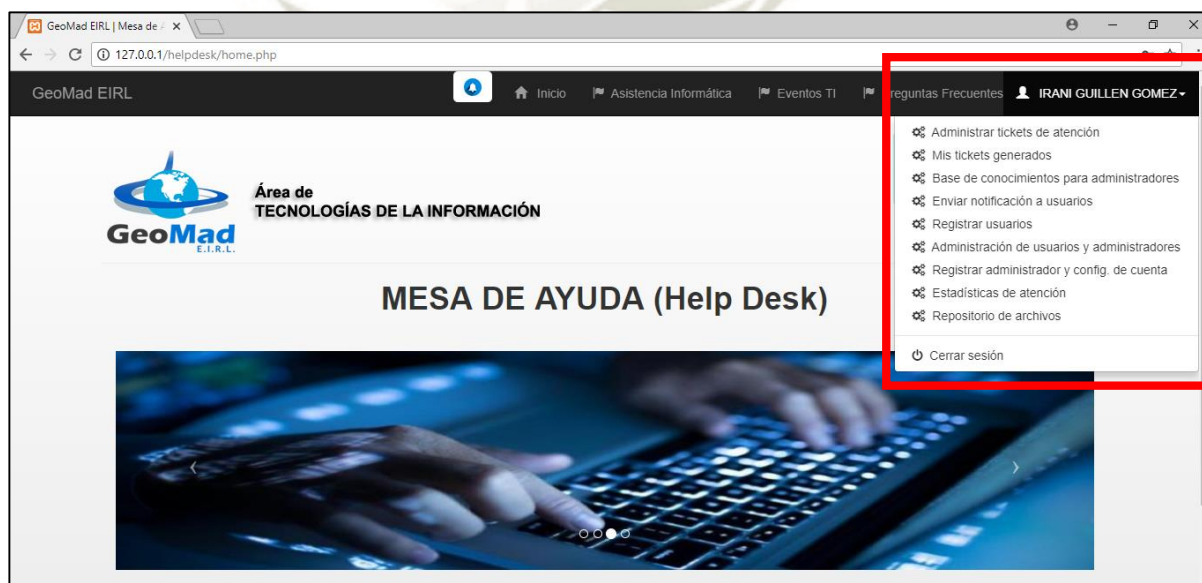 GeoMad EIRL | Mesa de A
127.0.0.1/helpdesk/home.php
GeoMad EIRL
Inicio
Asistencia Informática
Eventos TI
reguntas Frecuentes
IRANI GUILLEN GOMEZ
Administrar tickets de atención
Mis tickets generados
Base de conocimientos para administradores
Enviar notificación a usuarios
Registrar usuarios
Administración de usuarios y administradores
Registrar administrador y config. de cuenta
Estadísticas de atención
Repositorio de archivos
Cerrar sesión
GeoMad
E.I.R.L.
Área de
TECNOLOGÍAS DE LA INFORMACIÓN
MESA DE AYUDA (Help Desk)